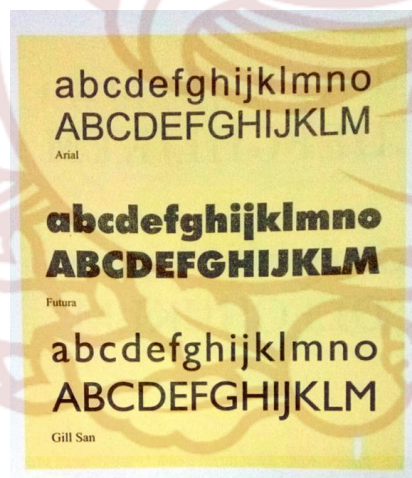 abcdefghijklmno
ABCDEFGHIJKLM
Arial
abcdefghijklmno
ABCDEFGHIJKLM
Futura
abcdefghijklmno
ABCDEFGHIJKLM
Gill San